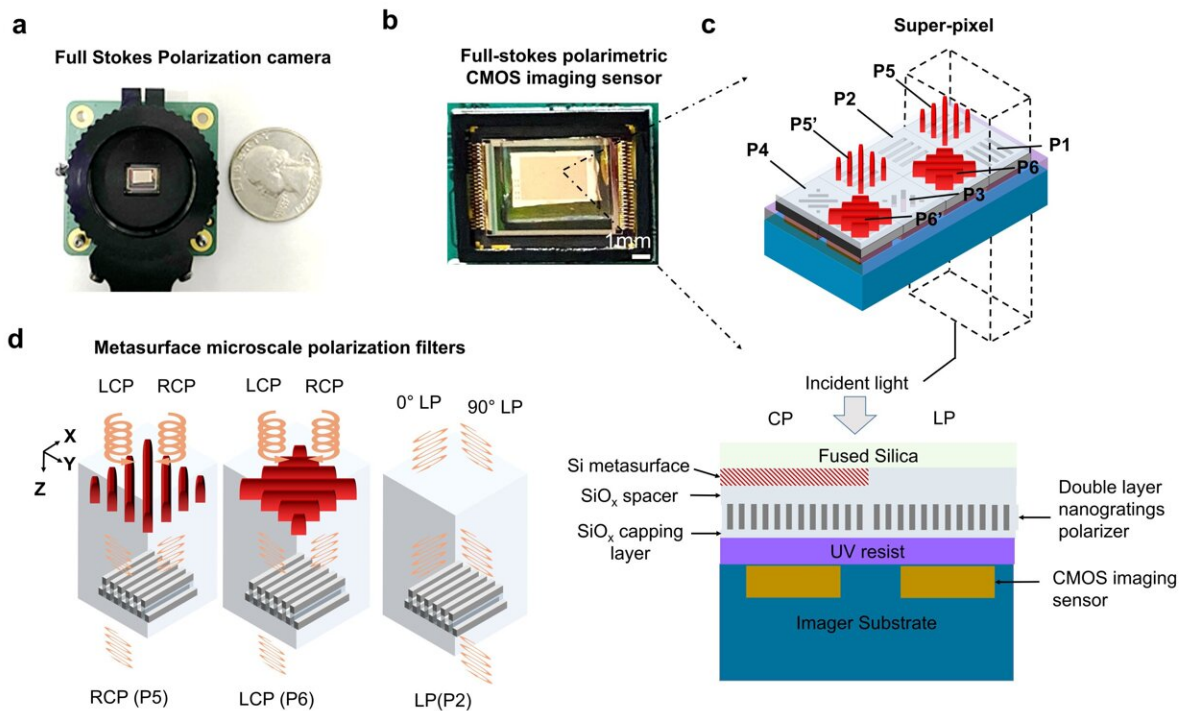 a
Full Stokes Polarization camera
b
Full-stokes polarimetric
CMOS imaging sensor
1mm
c
Super-pixel
P5
P2
P5'
P4
P1
P6
P3
P6'
d
Metasurface microscale polarization filters
LCP RCP
LCP RCP
0° LP 90° LP
X
Y
Z
RCP (P5)
LCP (P6)
LP(P2)
Incident light
CP LP
Fused Silica
Si metasurface
SiOx spacer
SiOx capping
layer
Double layer
nanogratings
polarizer
UV resist
CMOS imaging
sensor
Imager Substrate